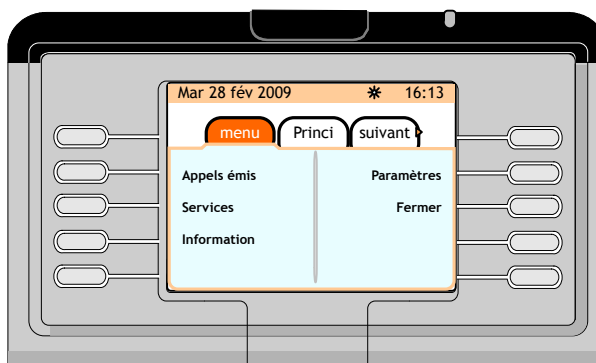 Mar 28 fév 2009 16:13
menu Princi suivant
Appels émis Paramètres
Services Fermer
Information